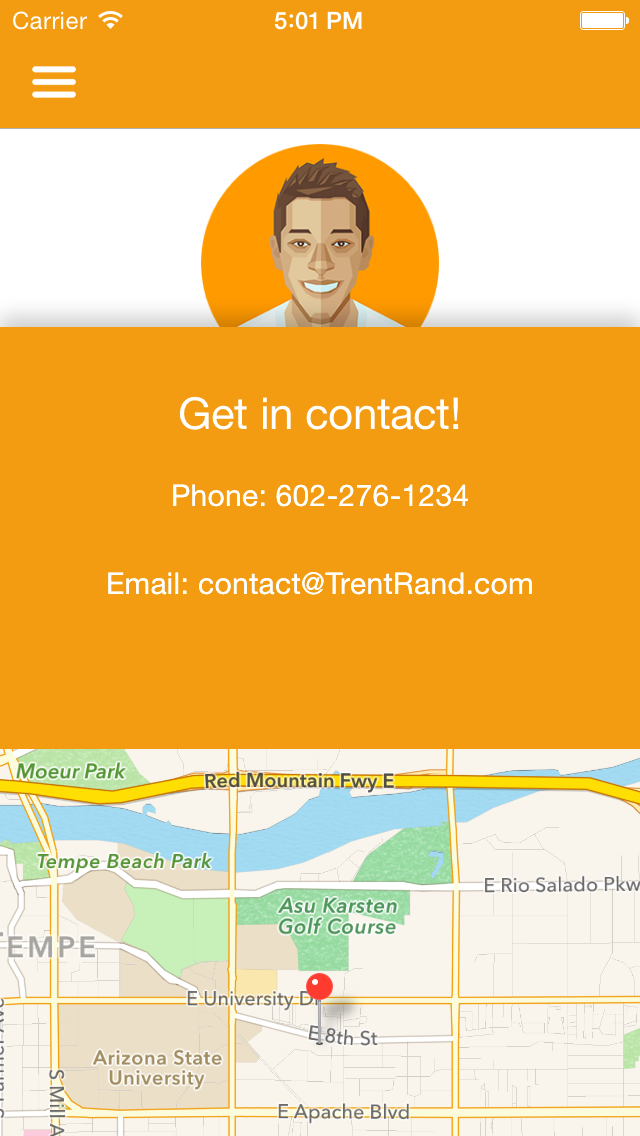 Carrier
5:01 PM
Get in contact!
Phone: 602-276-1234
Email: contact@TrentRand.com
Moeur Park
Red Mountain Fwy E
Tempe Beach Park
E Rio Salado Pkw
Asu Karsten
Golf Course
TEMPE
E University Dr
E 8th St
Arizona State
University
S Mill A
E Apache Blvd